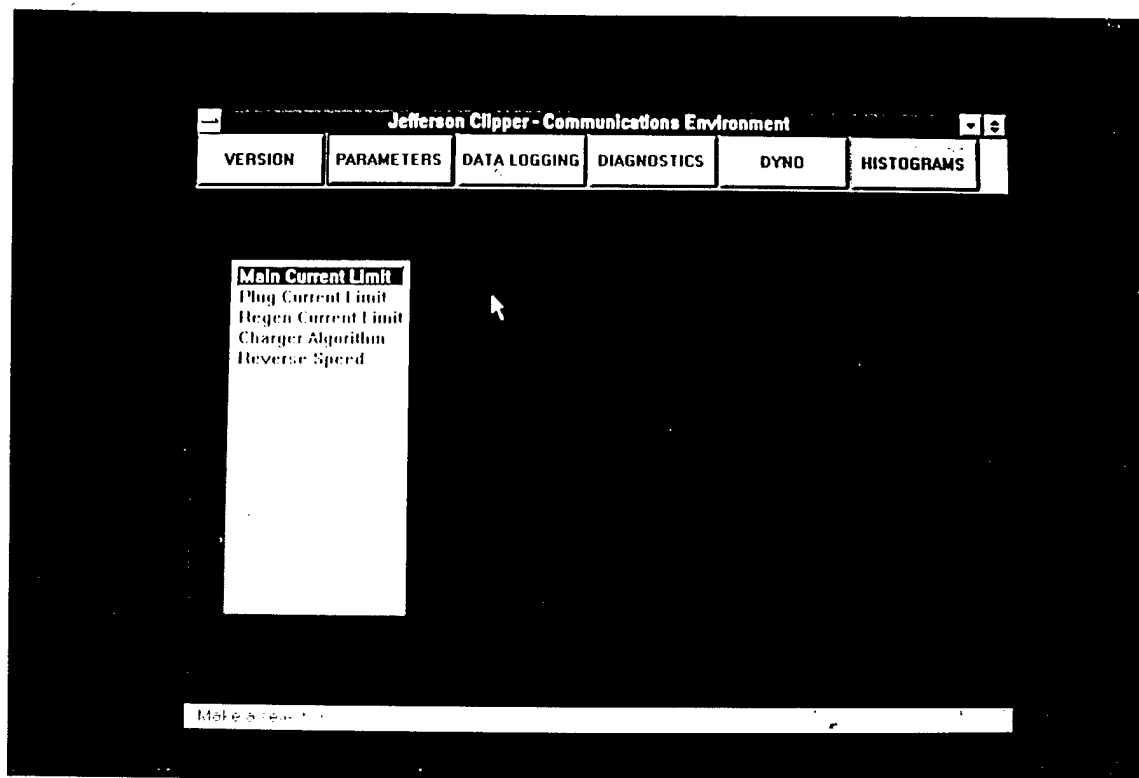 Jefferson Clipper - Communications Environment
VERSION PARAMETERS DATA LOGGING DIAGNOSTICS DYNO HISTOGRAMS
Main Current Limit
Plug Current Limit
Regen Current Limit
Charger Algorithm
Reverse Speed
Make a